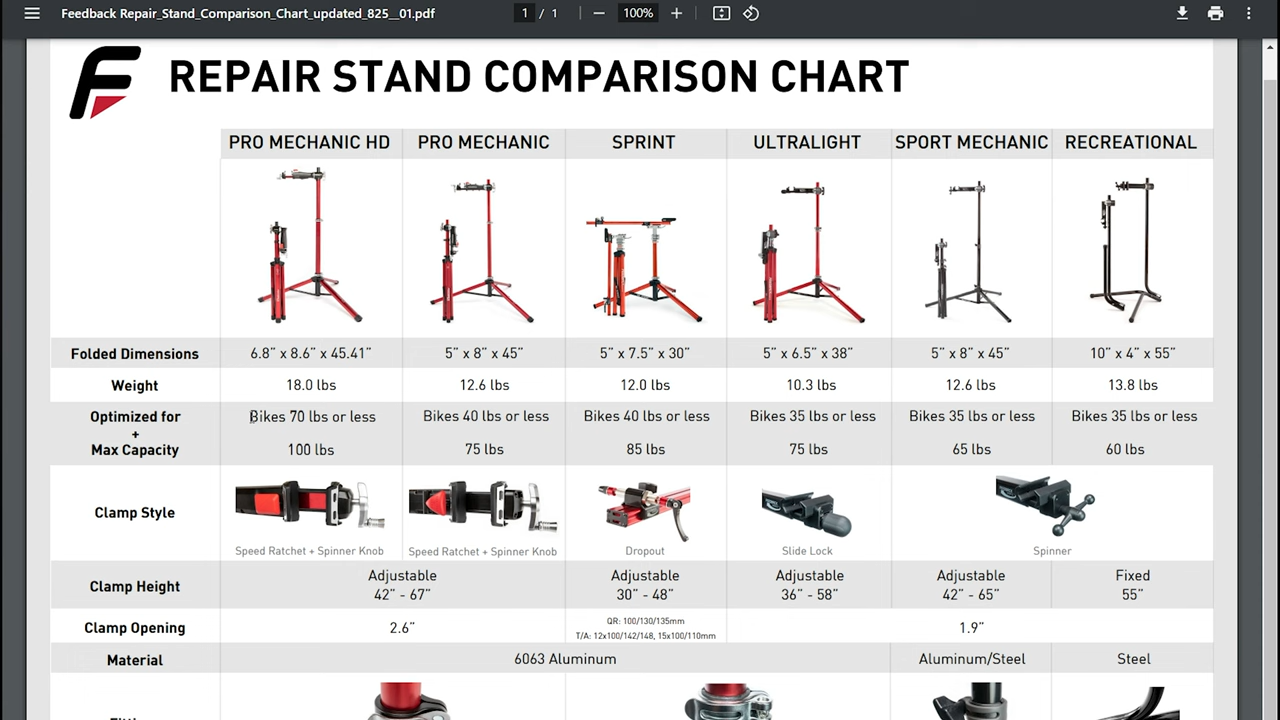 Feedback Repair_Stand_Comparison_Chart_updated_825__01.pdf
1 / 1
100%
REPAIR STAND COMPARISON CHART
PRO MECHANIC HD PRO MECHANIC SPRINT ULTRALIGHT SPORT MECHANIC RECREATIONAL
Folded Dimensions 6.8" x 8.6" x 45.41" 5" x 8" x 45" 5" x 7.5" x 30" 5" x 6.5" x 38" 5" x 8" x 45" 10" x 4" x 55"
Weight 18.0 lbs 12.6 lbs 12.0 lbs 10.3 lbs 12.6 lbs 13.8 lbs
Optimized for Bikes 70 lbs or less Bikes 40 lbs or less Bikes 40 lbs or less Bikes 35 lbs or less Bikes 35 lbs or less Bikes 35 lbs or less
+
Max Capacity 100 lbs 75 lbs 85 lbs 75 lbs 65 lbs 60 lbs
Clamp Style
Speed Ratchet + Spinner Knob Speed Ratchet + Spinner Knob Dropout Slide Lock Spinner
Clamp Height
Adjustable Adjustable Adjustable Adjustable Fixed
42" - 67" 30" - 48" 36" - 58" 42" - 65" 55"
Clamp Opening 2.6" QR: 100/130/135mm 1.9"
T/A: 12x100/142/148, 15x100/110mm
Material 6063 Aluminum Aluminum/Steel Steel